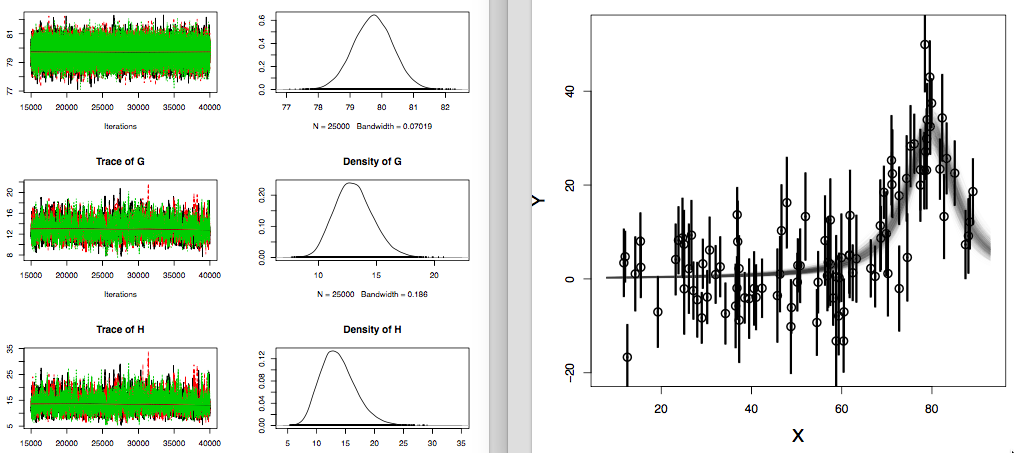 77 79 81
0.0 0.2 0.4 0.6
15000 20000 25000 30000 35000 40000
77 78 79 80 81 82
Iterations
N = 25000 Bandwidth = 0.07019
Trace of G
Density of G
8 12 16 20
0.00 0.10 0.20
15000 20000 25000 30000 35000 40000
10 15 20
Iterations
N = 25000 Bandwidth = 0.186
Trace of H
Density of H
5 15 25 35
0.00 0.04 0.08 0.12
15000 20000 25000 30000 35000 40000
5 10 15 20 25 30 35
Y
−20 0 20 40
20 40 60 80
X